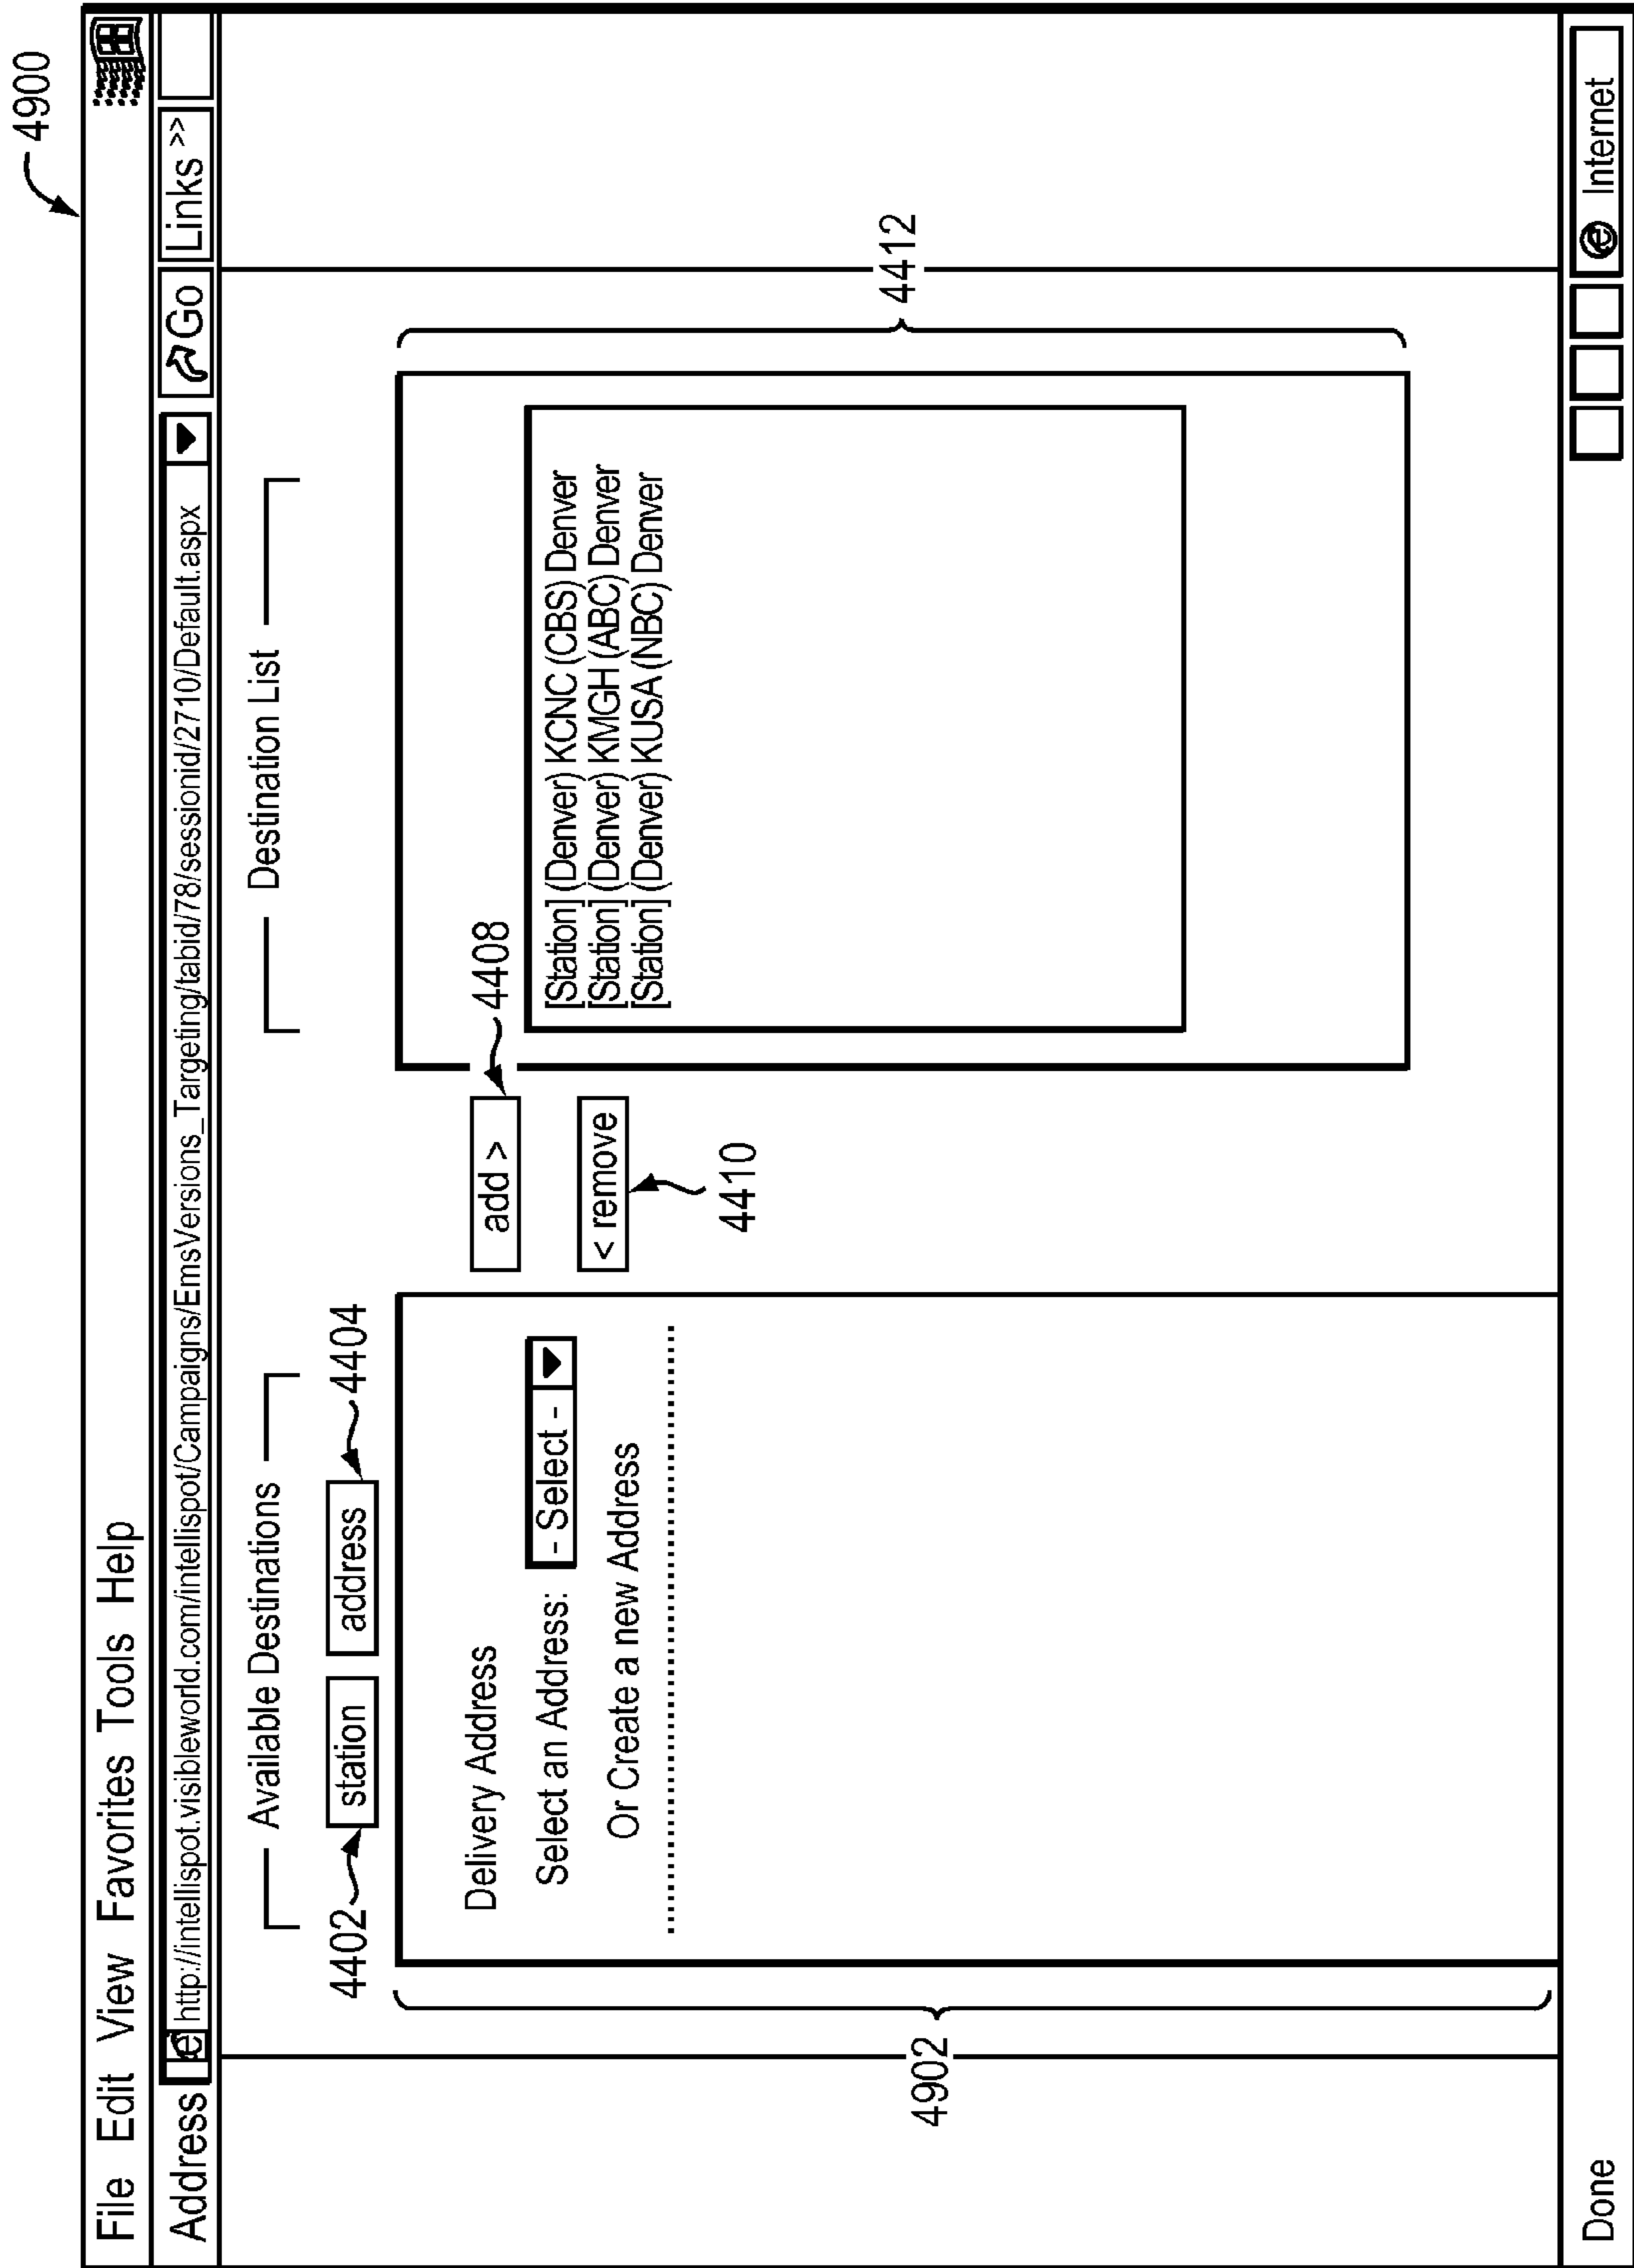 4900
File Edit View Favorites Tools Help
Address http://intellispot.visibleworld.com/intellispot/Campaigns/EmsVersions_Targeting/tabid/78/sessionid/2710/Default.aspx Go Links >>
Available Destinations
Destination List
4402 station address 4404
Delivery Address
Select an Address: - Select -
Or Create a new Address
4902
add > 4408
< remove
4410
[Station] (Denver) KCNC (CBS) Denver
[Station] (Denver) KMGH (ABC) Denver
[Station] (Denver) KUSA (NBC) Denver
4412
Done
Internet